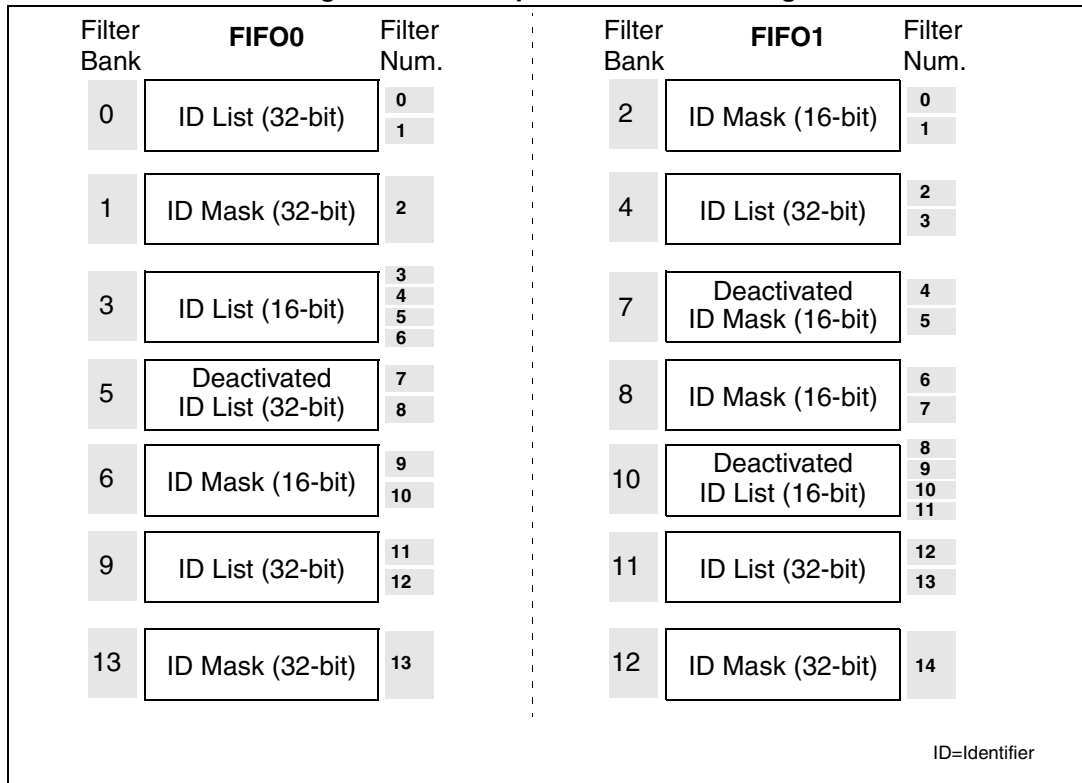 Filter Bank FIFO0 Filter Num.
0 ID List (32-bit) 0 1
1 ID Mask (32-bit) 2
3 ID List (16-bit) 3 4 5 6
5 Deactivated ID List (32-bit) 7 8
6 ID Mask (16-bit) 9 10
9 ID List (32-bit) 11 12
13 ID Mask (32-bit) 13
Filter Bank FIFO1 Filter Num.
2 ID Mask (16-bit) 0 1
4 ID List (32-bit) 2 3
7 Deactivated ID Mask (16-bit) 4 5
8 ID Mask (16-bit) 6 7
10 Deactivated ID List (16-bit) 8 9 10 11
11 ID List (32-bit) 12 13
12 ID Mask (32-bit) 14
ID=Identifier